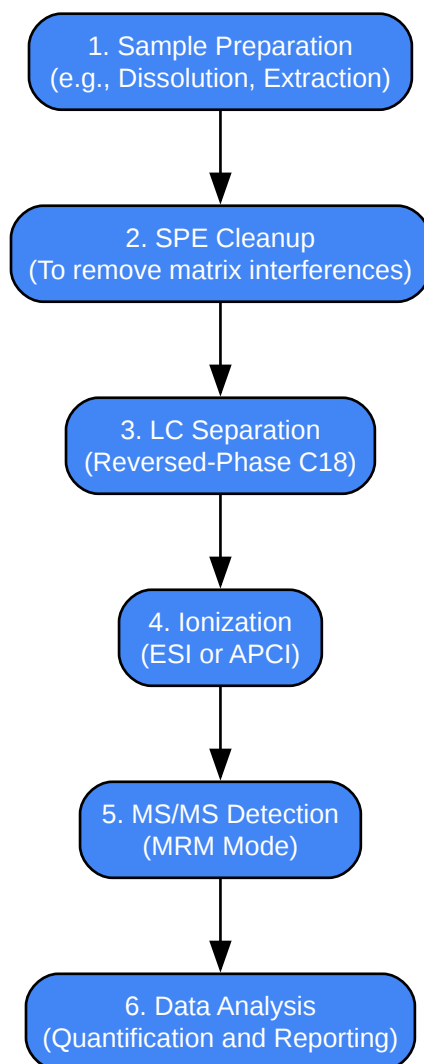 1. Sample Preparation
(e.g., Dissolution, Extraction)
2. SPE Cleanup
(To remove matrix interferences)
3. LC Separation
(Reversed-Phase C18)
4. Ionization
(ESI or APCI)
5. MS/MS Detection
(MRM Mode)
6. Data Analysis
(Quantification and Reporting)